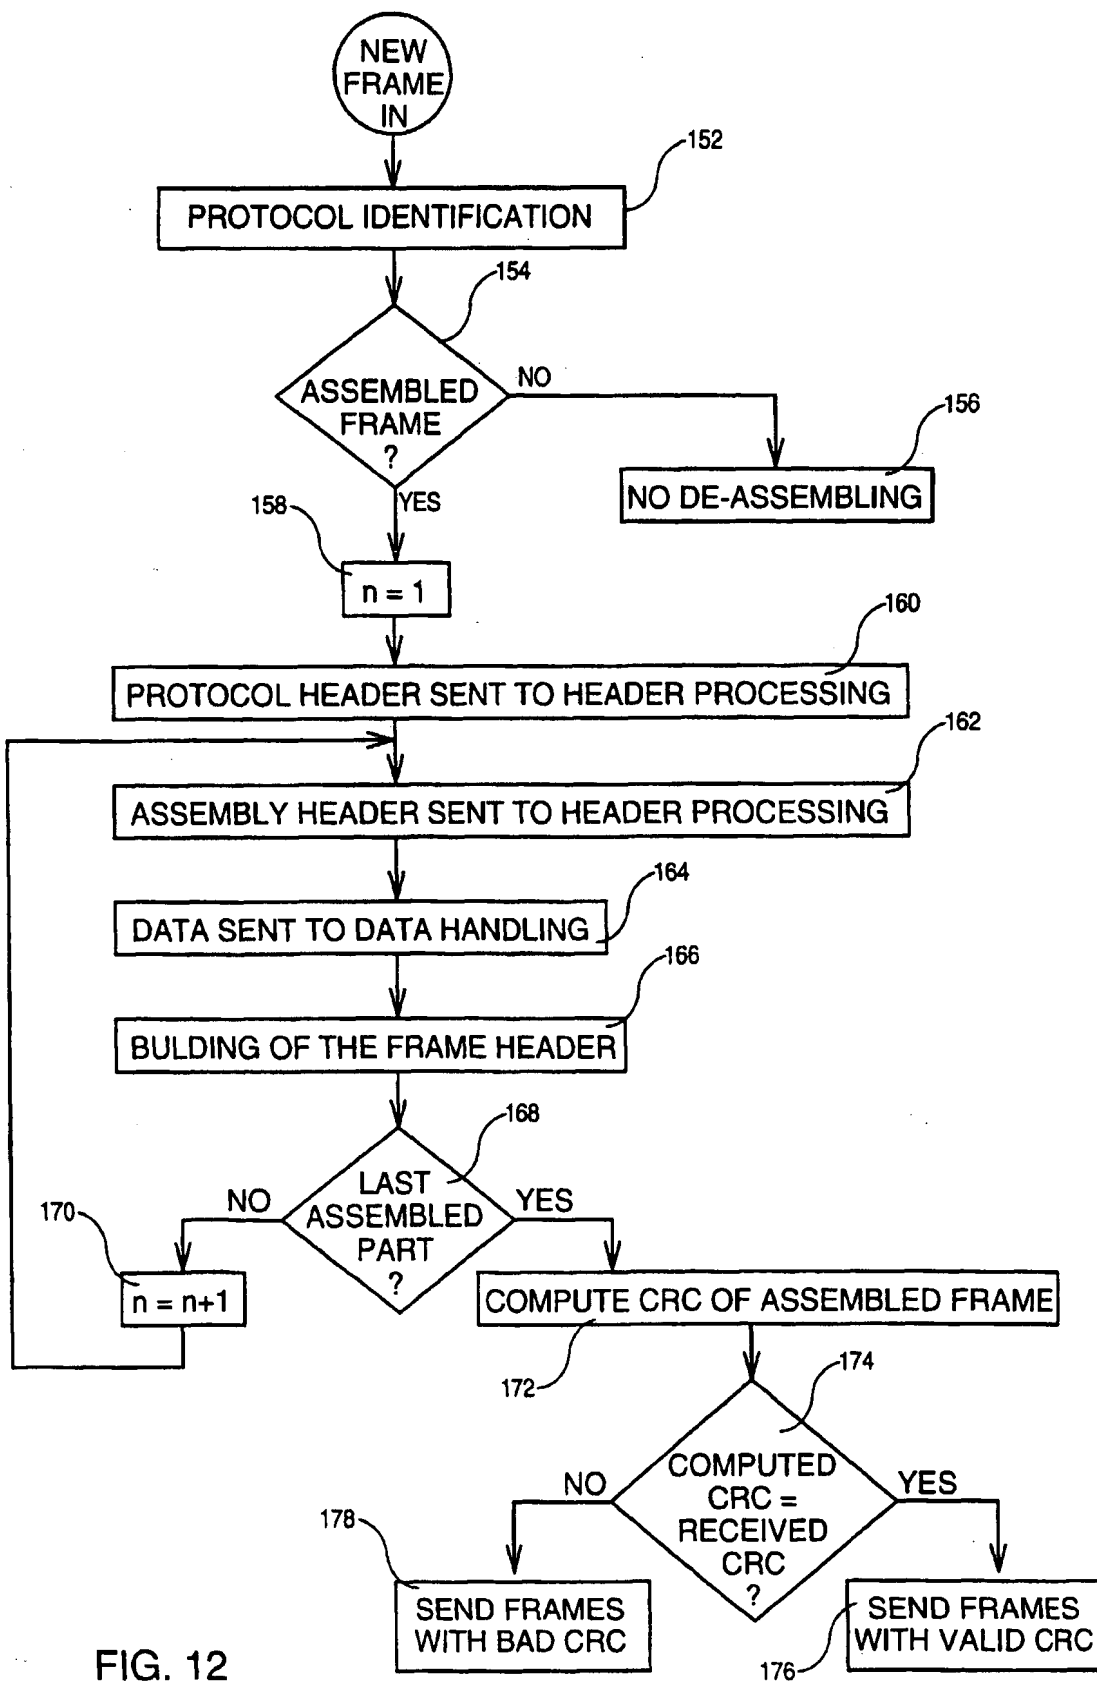 NEW
FRAME
IN
152
PROTOCOL IDENTIFICATION
154
ASSEMBLED
FRAME
?
NO
156
NO DE-ASSEMBLING
YES
158
n = 1
160
PROTOCOL HEADER SENT TO HEADER PROCESSING
162
ASSEMBLY HEADER SENT TO HEADER PROCESSING
164
DATA SENT TO DATA HANDLING
166
BULDING OF THE FRAME HEADER
168
LAST
ASSEMBLED
PART
?
NO
YES
170
n = n+1
COMPUTE CRC OF ASSEMBLED FRAME
172
174
COMPUTED
CRC =
RECEIVED
CRC
?
NO
YES
178
SEND FRAMES
WITH BAD CRC
SEND FRAMES
WITH VALID CRC
176
FIG. 12